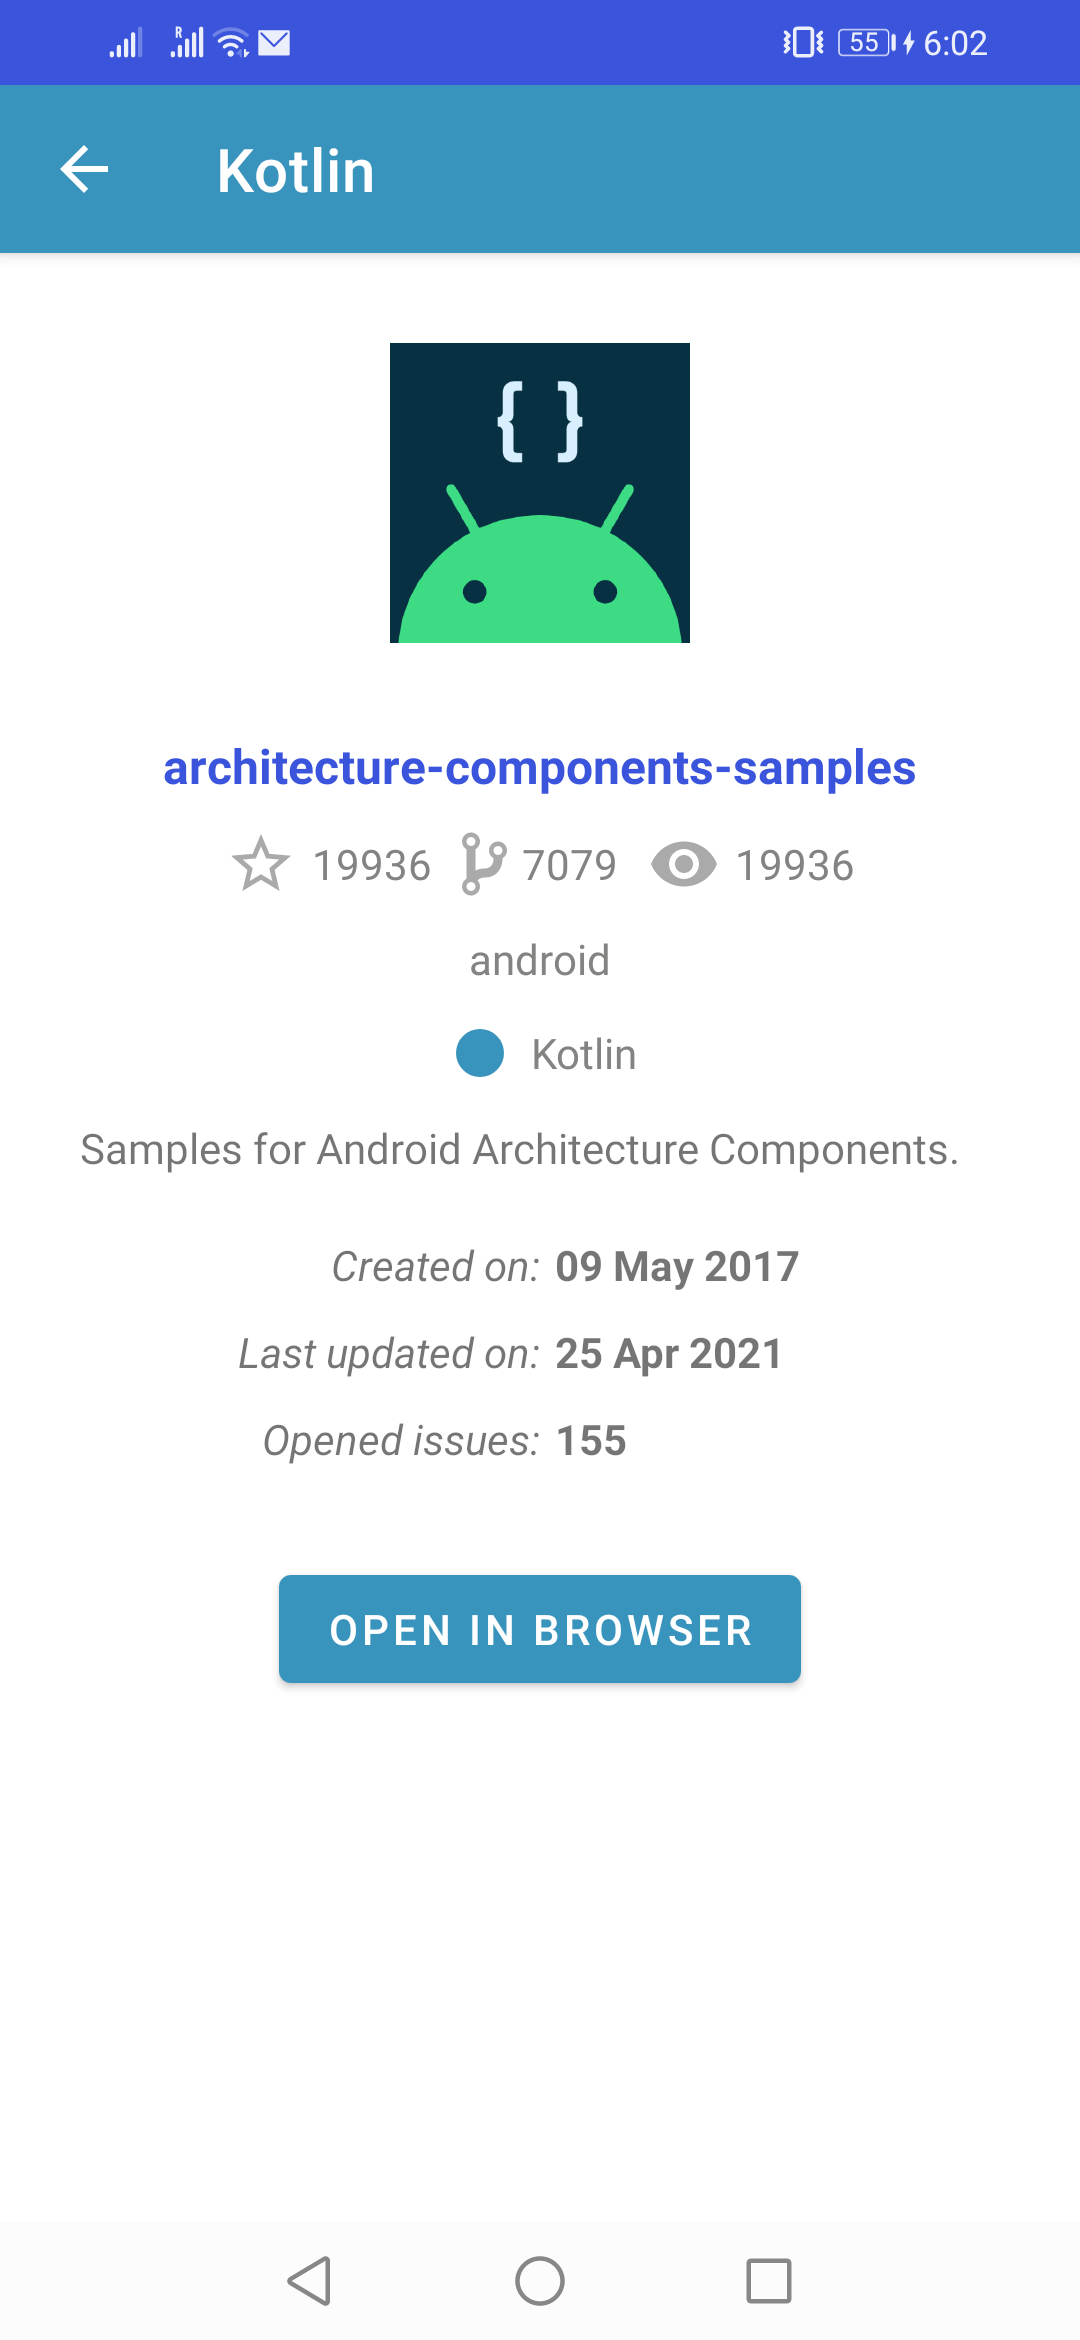 R 55 6:02
Kotlin
{ }
architecture-components-samples
19936 7079 19936
android
Kotlin
Samples for Android Architecture Components.
Created on: 09 May 2017
Last updated on: 25 Apr 2021
Opened issues: 155
OPEN IN BROWSER